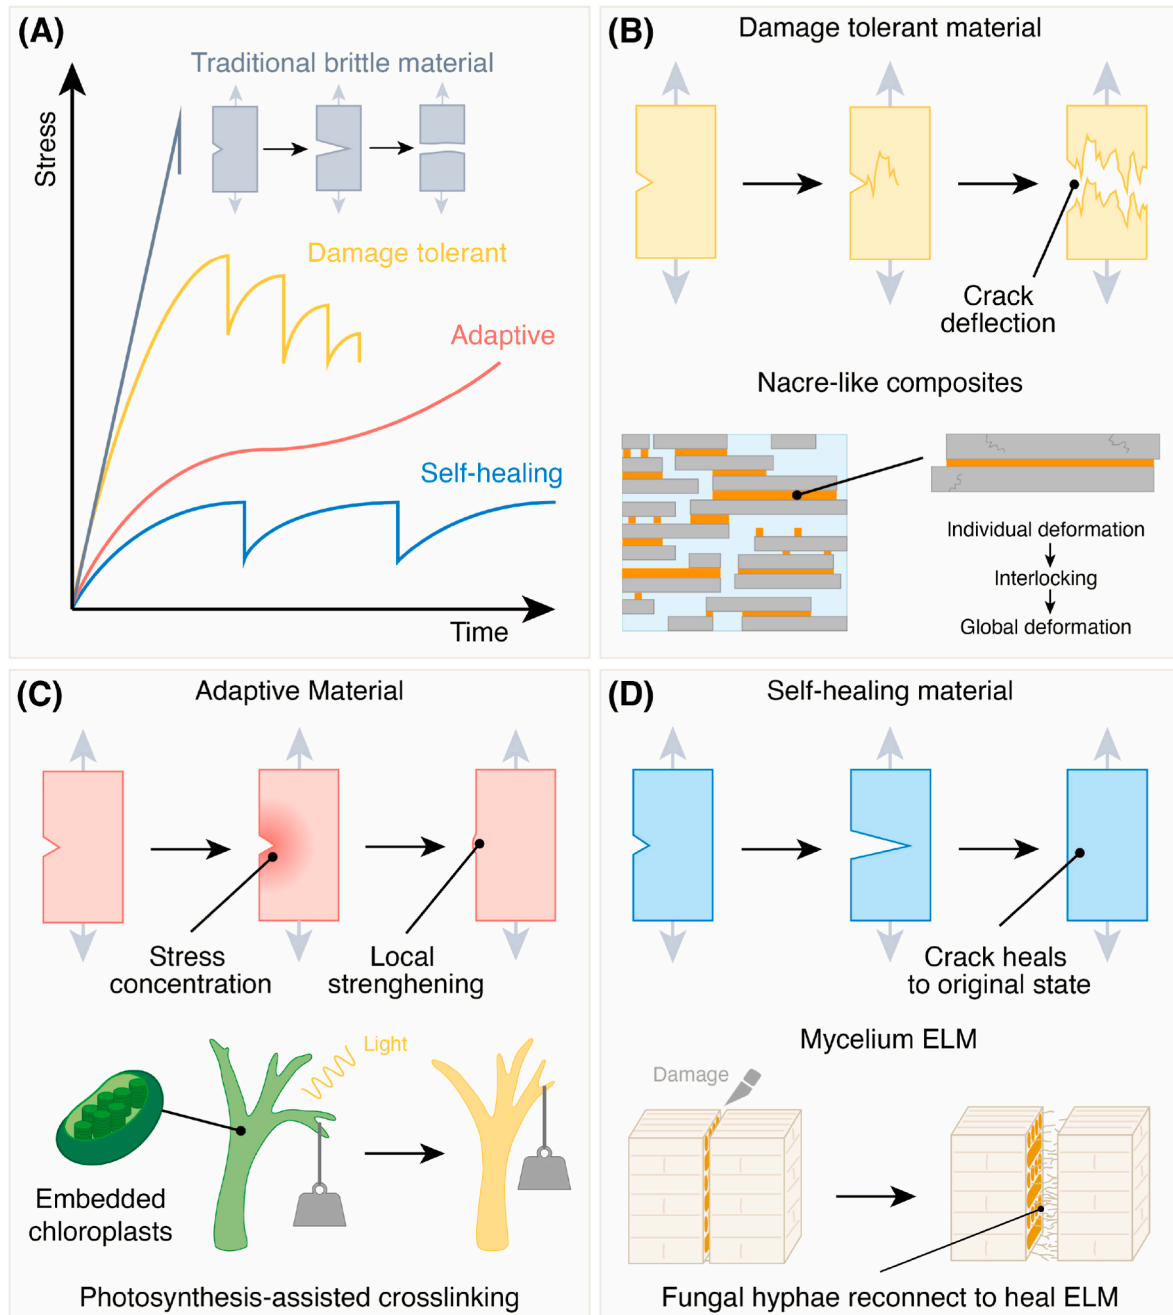 (A)
Traditional brittle material
Stress
Damage tolerant
Adaptive
Self-healing
Time
(B)
Damage tolerant material
Crack
deflection
Nacre-like composites
Individual deformation
Interlocking
Global deformation
(C)
Adaptive Material
Stress
concentration
Local
strenghening
Light
Embedded
chloroplasts
Photosynthesis-assisted crosslinking
(D)
Self-healing material
Crack heals
to original state
Mycelium ELM
Damage
Fungal hyphae reconnect to heal ELM